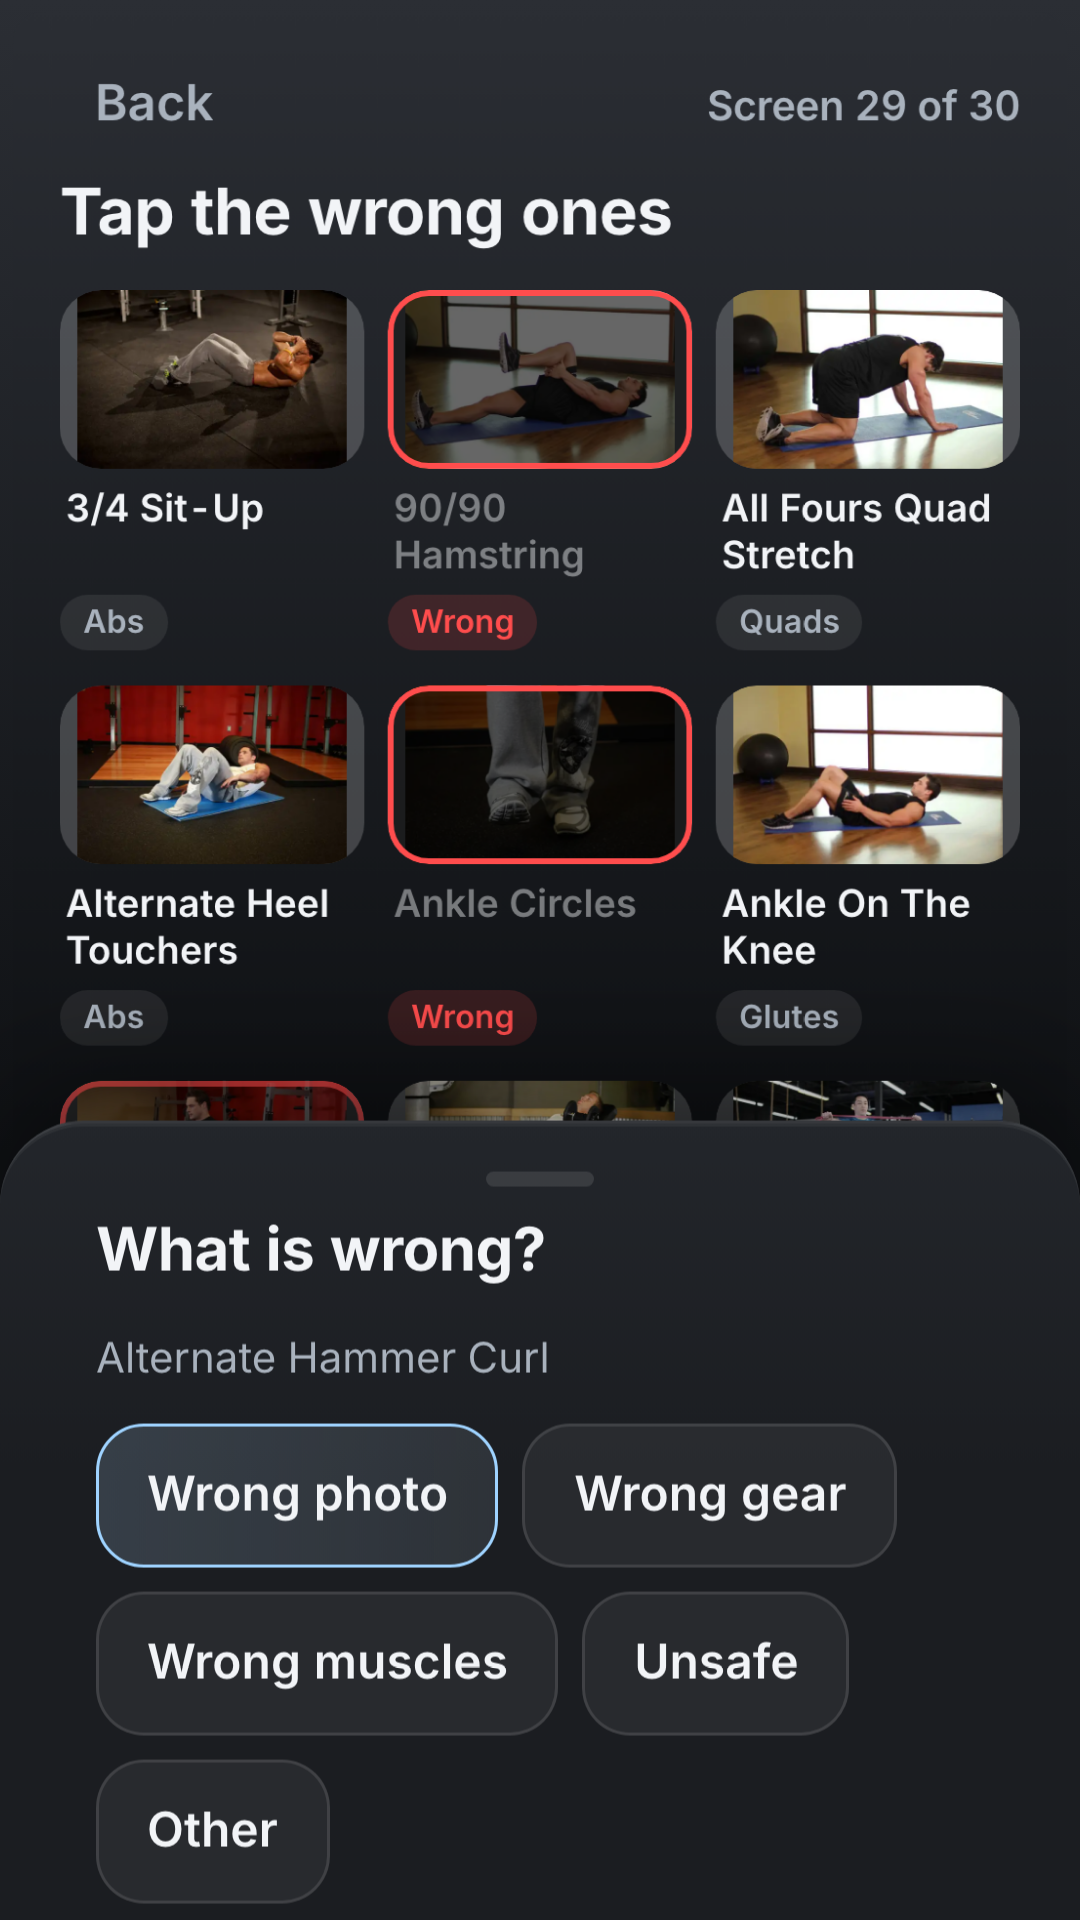 Back
Screen 29 of 30
Tap the wrong ones
3/4 Sit-Up
90/90
Hamstring
All Fours Quad
Stretch
Abs
Wrong
Quads
Alternate Heel
Touchers
Ankle Circles
Ankle On The
Knee
Abs
Wrong
Glutes
What is wrong?
Alternate Hammer Curl
Wrong photo
Wrong gear
Wrong muscles
Unsafe
Other